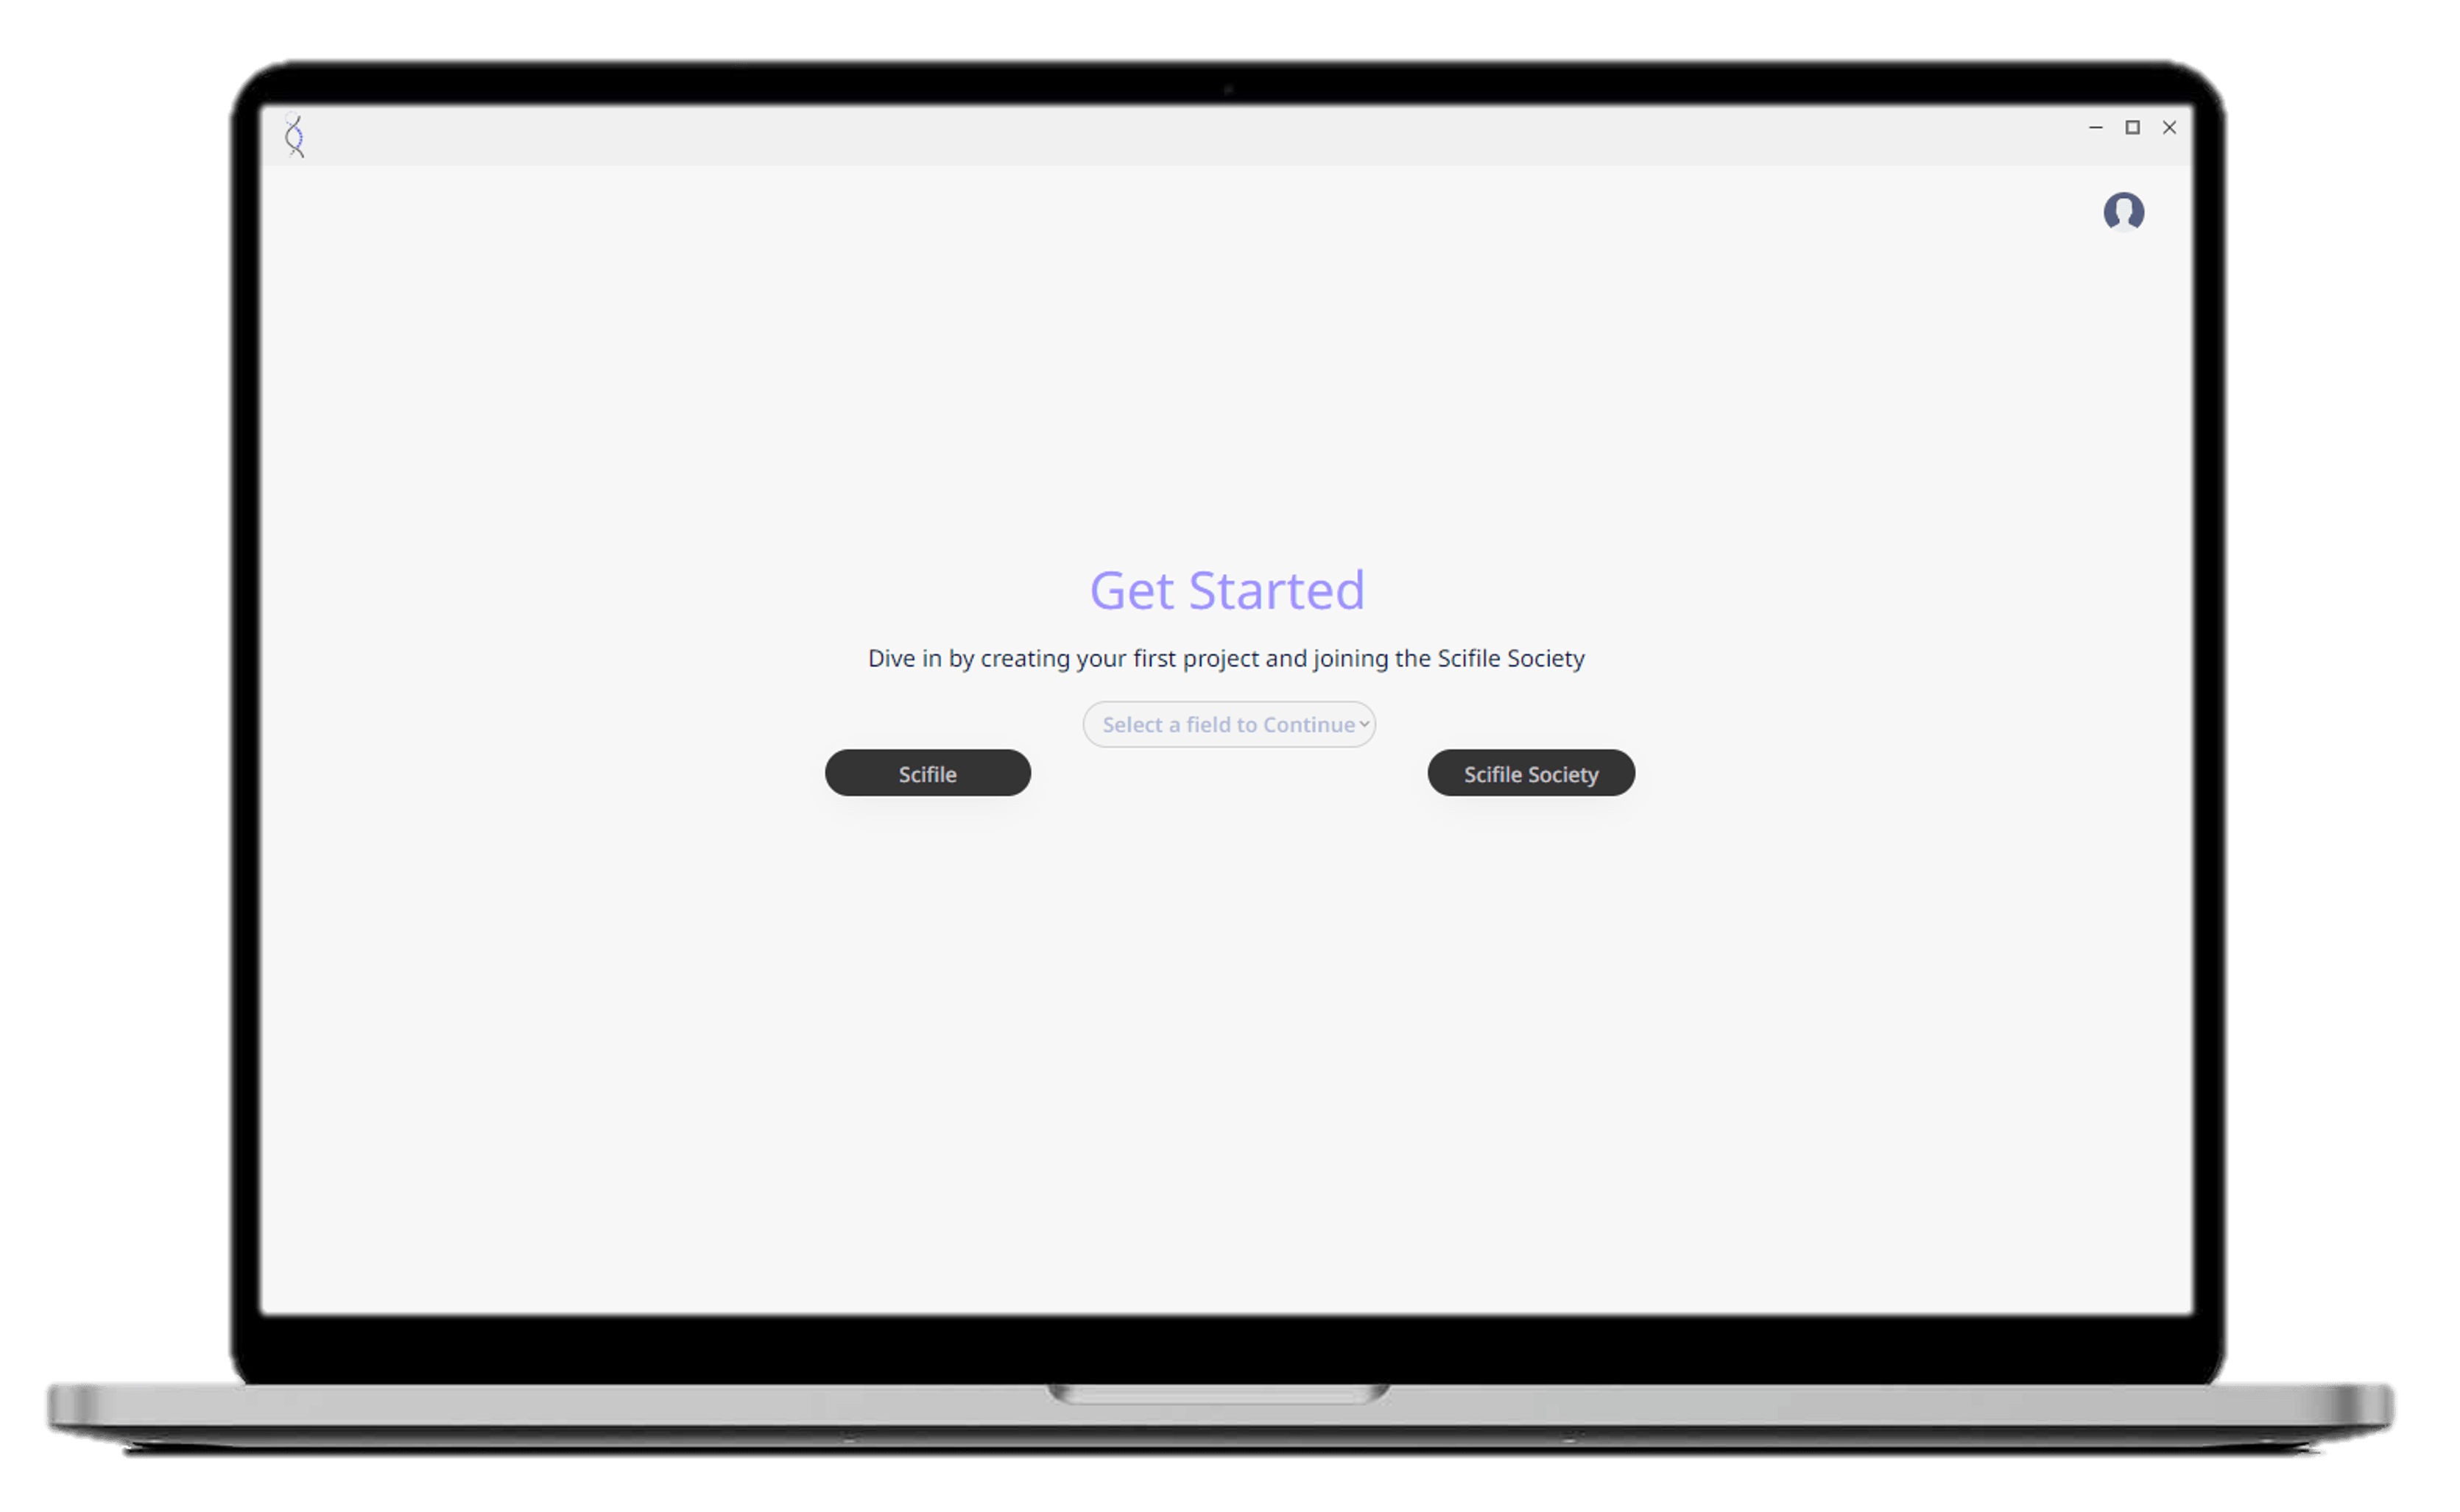 Get Started
Dive in by creating your first project and joining the Scifile Society
Select a field to Continue
Scifile
Scifile Society